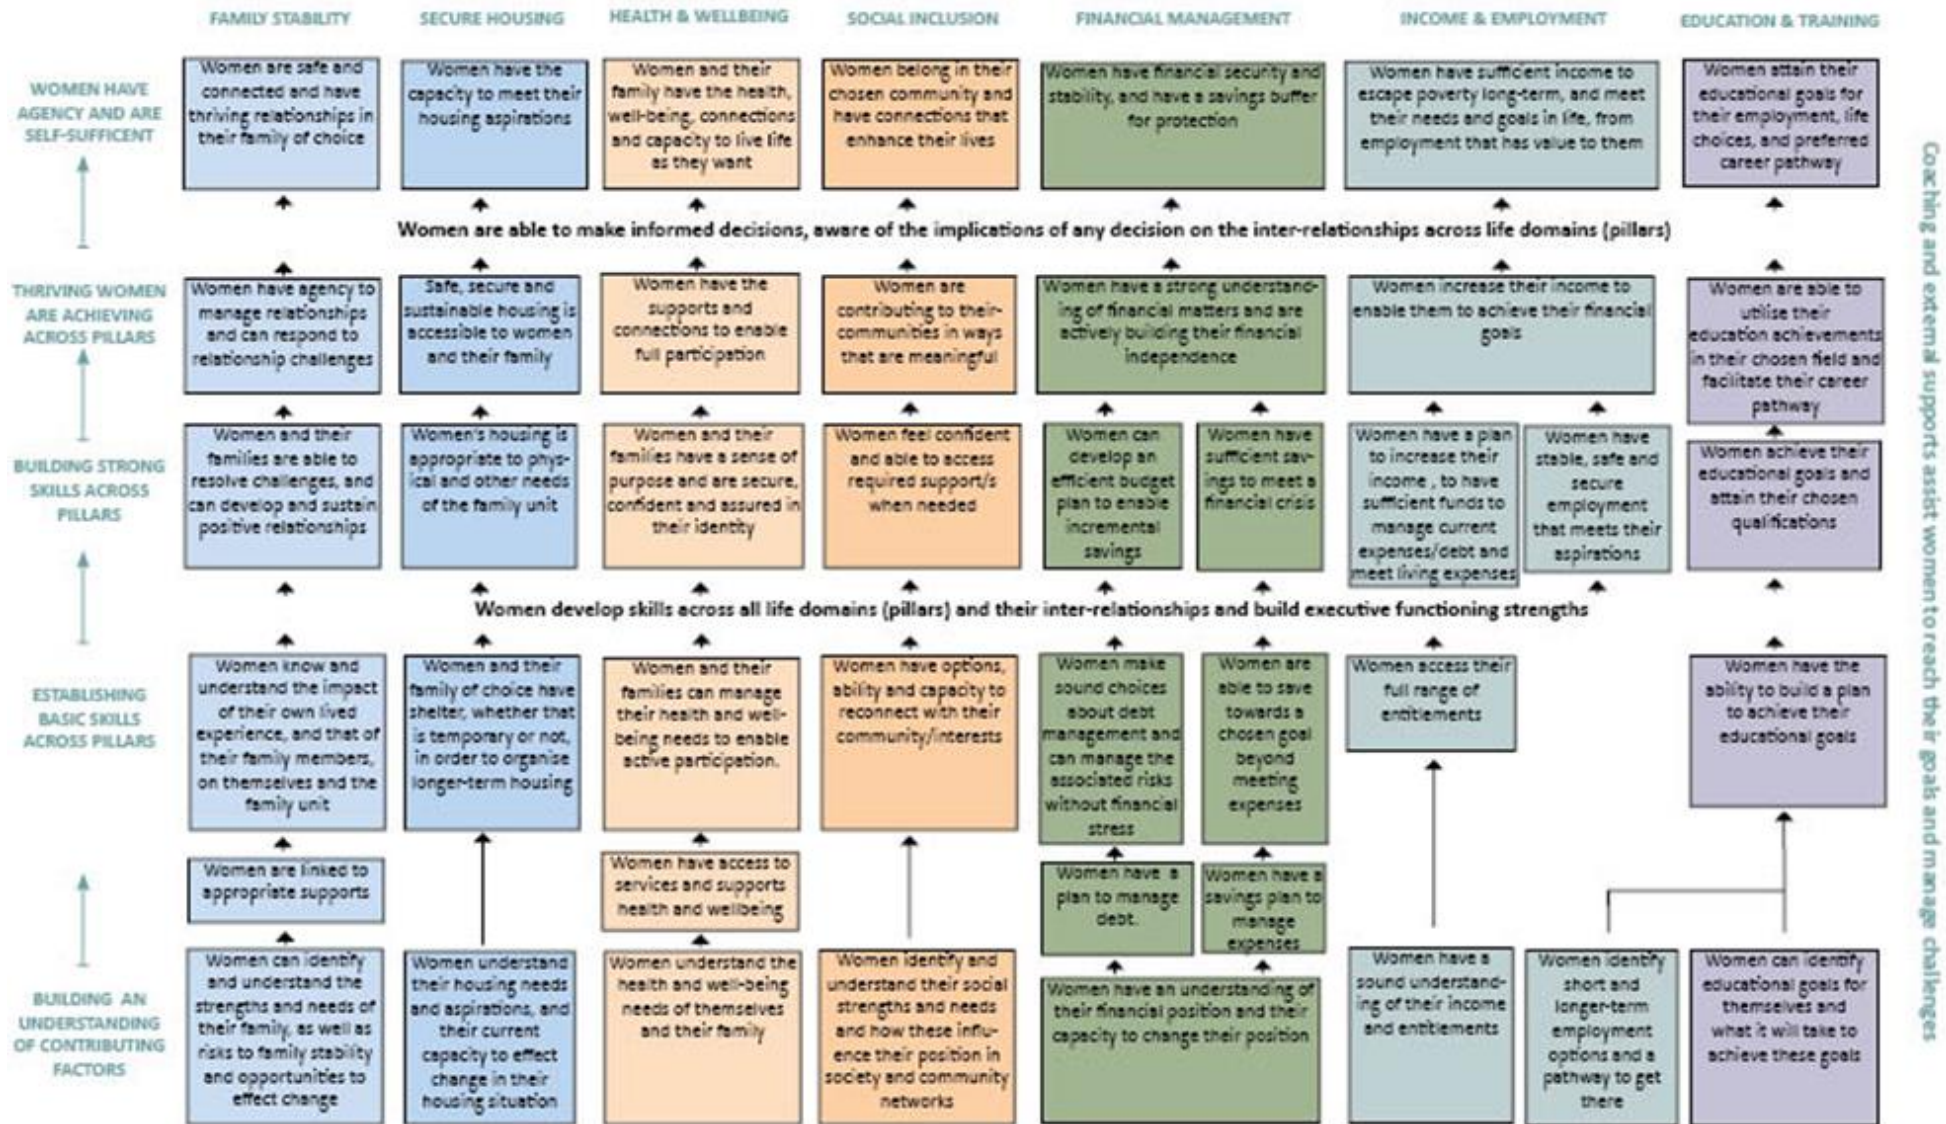 FAMILY STABILITY
SECURE HOUSING
HEALTH & WELLBEING
SOCIAL INCLUSION
FINANCIAL MANAGEMENT
INCOME & EMPLOYMENT
EDUCATION & TRAINING
WOMEN HAVE
AGENCY AND ARE
SELF-SUFFICENT
Women are safe and
connected and have
thriving relationships in
their family of choice
Women have the
capacity to meet their
housing aspirations
Women and their
family have the health,
well-being, connections
and capacity to live life
as they want
Women belong in their
chosen community and
have connections that
enhance their lives
Women have financial security and
stability, and have a savings buffer
for protection
Women have sufficient income to
escape poverty long-term, and meet
their needs and goals in life, from
employment that has value to them
Women attain their
educational goals for
their employment, life
choices, and preferred
career pathway
Women are able to make informed decisions, aware of the implications of any decision on the inter-relationships across life domains (pillars)
THRIVING WOMEN
ARE ACHIEVING
ACROSS PILLARS
Women have agency to
manage relationships
and can respond to
relationship challenges
Safe, secure and
sustainable housing is
accessible to women
and their family
Women have the
supports and
connections to enable
full participation
Women are
contributing to their-
communities in ways
that are meaningful
Women have a strong understand-
ing of financial matters and are
actively building their financial
independence
Women increase their income to
enable them to achieve their financial
goals
Women are able to
utilise their
education achievements
in their chosen field and
facilitate their career
pathway
BUILDING STRONG
SKILLS ACROSS
PILLARS
Women and their
families are able to
resolve challenges, and
can develop and sustain
positive relationships
Women's housing is
appropriate to phys-
ical and other needs
of the family unit
Women and their
families have a sense of
purpose and are secure,
confident and assured in
their identity
Women feel confident
and able to access
required support/s
when needed
Women can
develop an
efficient budget
plan to enable
incremental
savings
Women have
sufficient sav-
ings to meet a
financial crisis
Women have a plan
to increase their
income , to have
sufficient funds to
manage current
expenses/debt and
meet living expenses
Women have
stable, safe and
secure
employment
that meets their
aspirations
Women achieve their
educational goals and
attain their chosen
qualifications
Women develop skills across all life domains (pillars) and their inter-relationships and build executive functioning strengths
ESTABLISHING
BASIC SKILLS
ACROSS PILLARS
Women know and
understand the impact
of their own lived
experience, and that of
their family members,
on themselves and the
family unit
Women and their
family of choice have
shelter, whether that
is temporary or not,
in order to organise
longer-term housing
Women and their
families can manage
their health and well-
being needs to enable
active participation.
Women have options,
ability and capacity to
reconnect with their
community/interests
Women make
sound choices
about debt
management and
can manage the
associated risks
without financial
stress
Women are
able to save
towards a
chosen goal
beyond
meeting
expenses
Women access their
full range of
entitlements
Women have the
ability to build a plan
to achieve their
educational goals
Women are linked to
appropriate supports
Women have access to
services and supports
health and wellbeing
Women have a
plan to manage
debt.
Women have a
savings plan to
manage
expenses
BUILDING AN
UNDERSTANDING
OF CONTRIBUTING
FACTORS
Women can identify
and understand the
strengths and needs of
their family, as well as
risks to family stability
and opportunities to
effect change
Women understand
their housing needs
and aspirations, and
their current
capacity to effect
change in their
housing situation
Women understand the
health and well-being
needs of themselves
and their family
Women identify and
understand their social
strengths and needs
and how these influ-
ence their position in
society and community
networks
Women have an understanding of
their financial position and their
capacity to change their position
Women have a
sound understand-
ing of their income
and entitlements
Women identify
short and
longer-term
employment
options and a
pathway to get
there
Women can identify
educational goals for
themselves and
what it will take to
achieve these goals
Coaching and external supports assist women to reach their goals and manage challenges